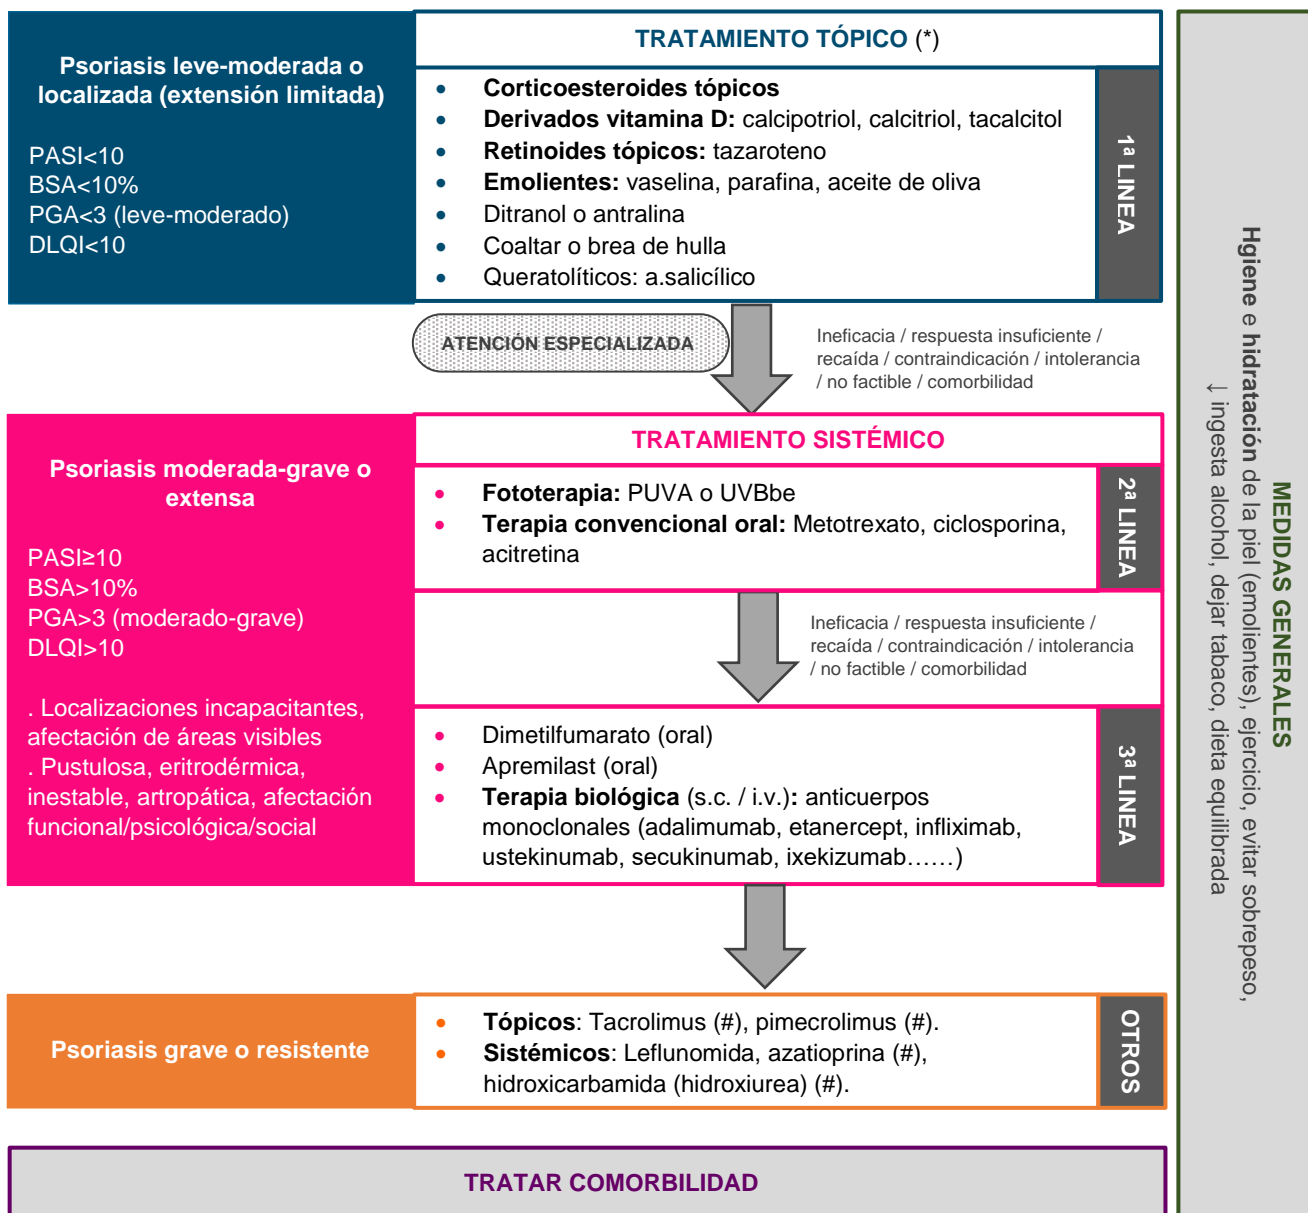 Psoriasis leve-moderada o
localizada (extensión limitada)
PASI<10
BSA<10%
PGA<3 (leve-moderado)
DLQI<10
TRATAMIENTO TÓPICO (*)
• Corticoesteroides tópicos
• Derivados vitamina D: calcipotriol, calcitriol, tacalcitol
• Retinoides tópicos: tazaroteno
• Emolientes: vaselina, parafina, aceite de oliva
• Ditranol o antralina
• Coaltar o brea de hulla
• Queratolíticos: a.salicílico
1ª LINEA
ATENCIÓN ESPECIALIZADA
Ineficacia / respuesta insuficiente /
recaída / contraindicación / intolerancia
/ no factible / comorbilidad
Psoriasis moderada-grave o
extensa
PASI≥10
BSA>10%
PGA>3 (moderado-grave)
DLQI>10
. Localizaciones incapacitantes,
afectación de áreas visibles
. Pustulosa, eritrodérmica,
inestable, artropática, afectación
funcional/psicológica/social
TRATAMIENTO SISTÉMICO
• Fototerapia: PUVA o UVBbe
• Terapia convencional oral: Metotrexato, ciclosporina,
acitretina
2ª LINEA
Ineficacia / respuesta insuficiente /
recaída / contraindicación / intolerancia
/ no factible / comorbilidad
• Dimetilfumarato (oral)
• Apremilast (oral)
• Terapia biológica (s.c. / i.v.): anticuerpos
monoclonales (adalimumab, etanercept, infliximab,
ustekinumab, secukinumab, ixekizumab……)
3ª LINEA
Psoriasis grave o resistente
• Tópicos: Tacrolimus (#), pimecrolimus (#).
• Sistémicos: Leflunomida, azatioprina (#),
hidroxicarbamida (hidroxiurea) (#).
OTROS
TRATAR COMORBILIDAD
MEDIDAS GENERALES
Hgiene e hidratación de la piel (emolientes), ejercicio, evitar sobrepeso,
↓ ingesta alcohol, dejar tabaco, dieta equilibrada